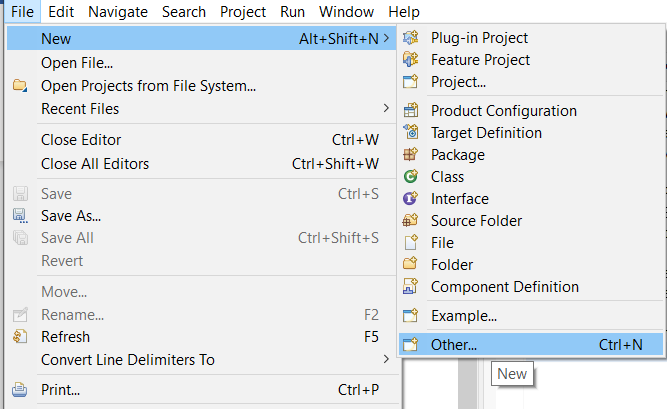 File Edit Navigate Search Project Run Window Help
New Alt+Shift+N
Open File...
Open Projects from File System...
Recent Files
Close Editor Ctrl+W
Close All Editors Ctrl+Shift+W
Save Ctrl+S
Save As...
Save All Ctrl+Shift+S
Revert
Move...
Rename... F2
Refresh F5
Convert Line Delimiters To
Print... Ctrl+P
Plug-in Project
Feature Project
Project...
Product Configuration
Target Definition
Package
Class
Interface
Source Folder
File
Folder
Component Definition
Example...
Other... Ctrl+N
New